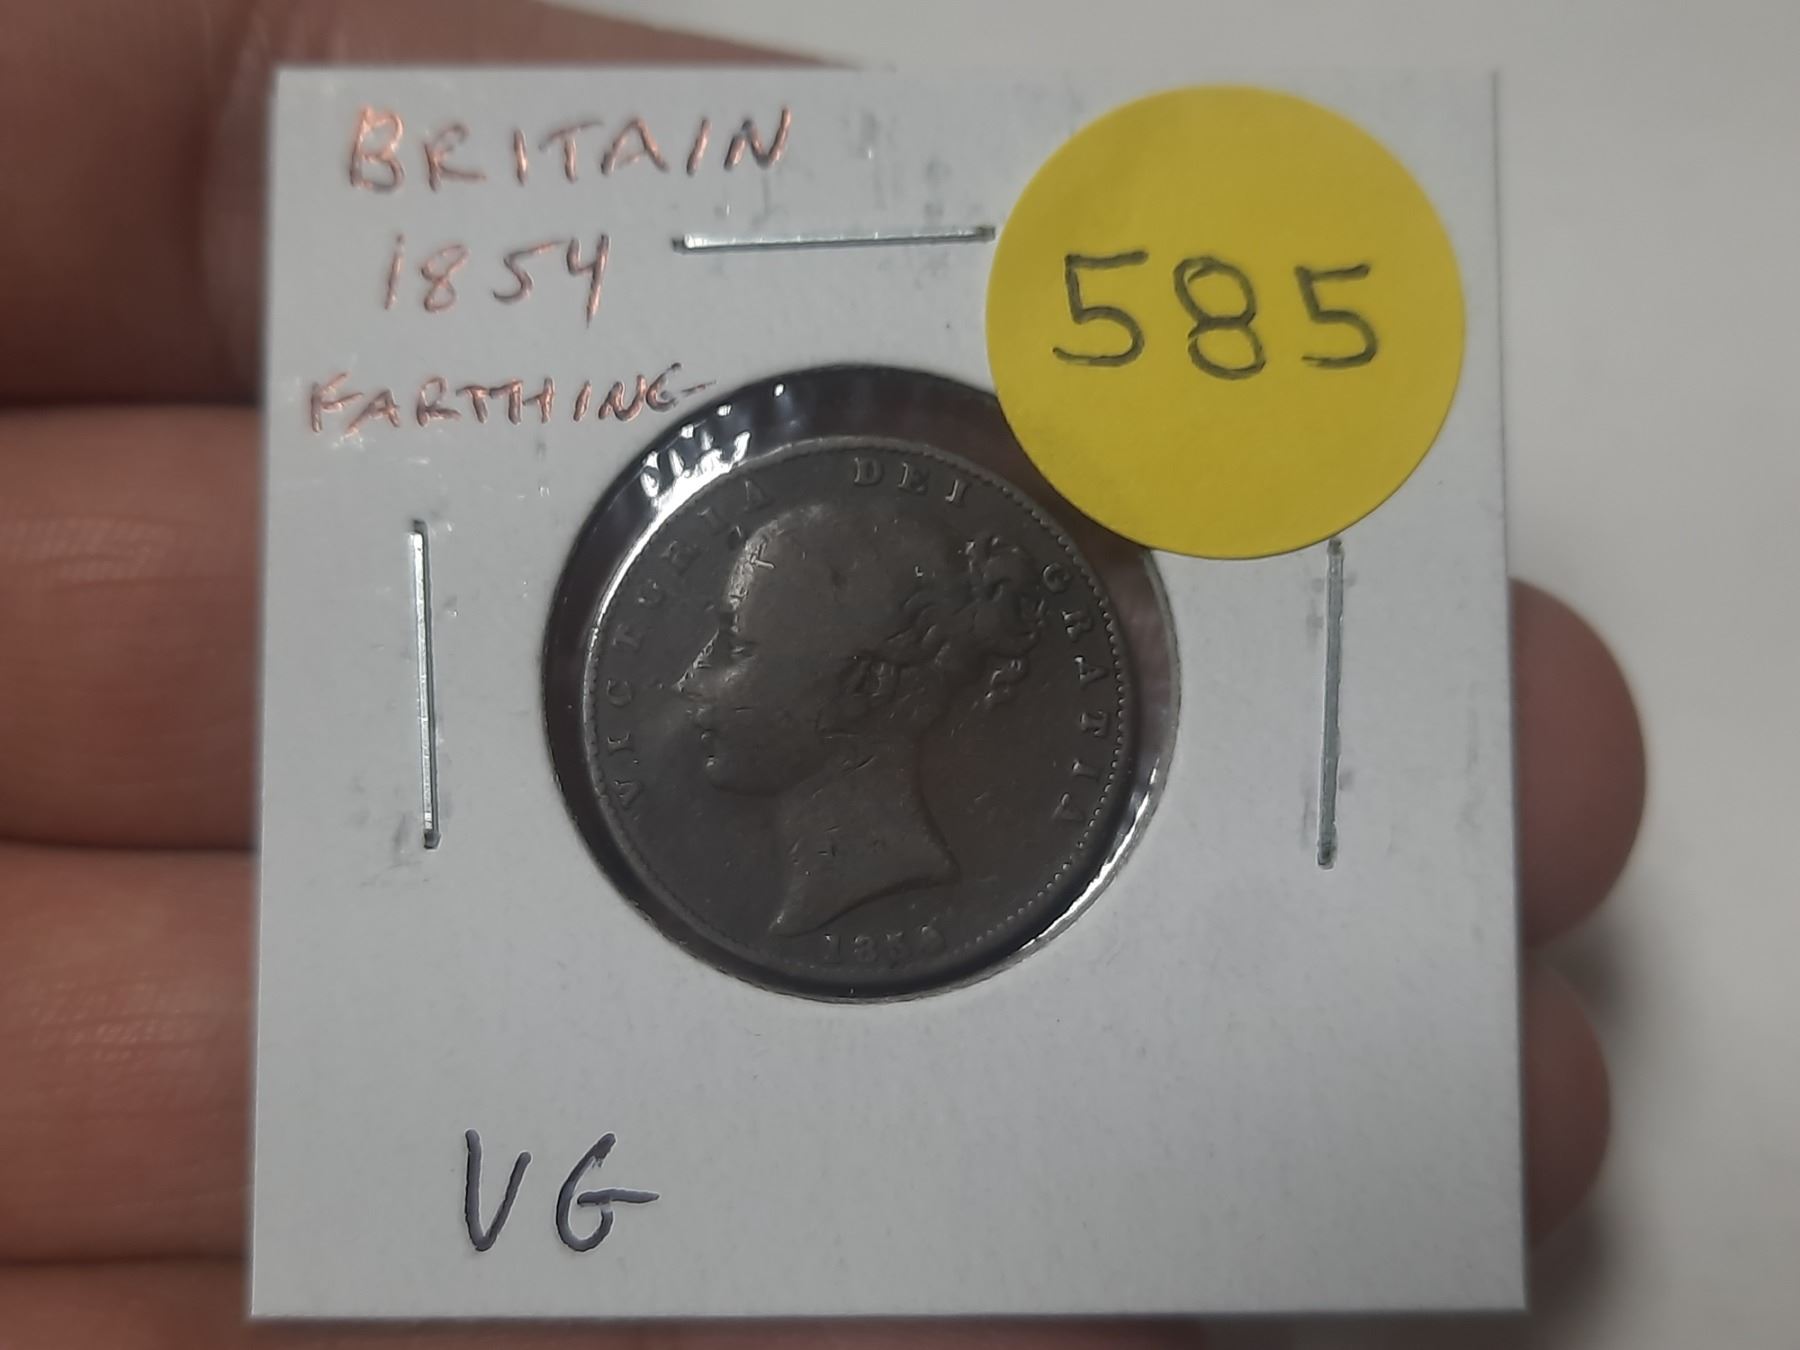 BRITAIN
1854
FARTHING
585
VICTORIA DEI GRATIA
VG